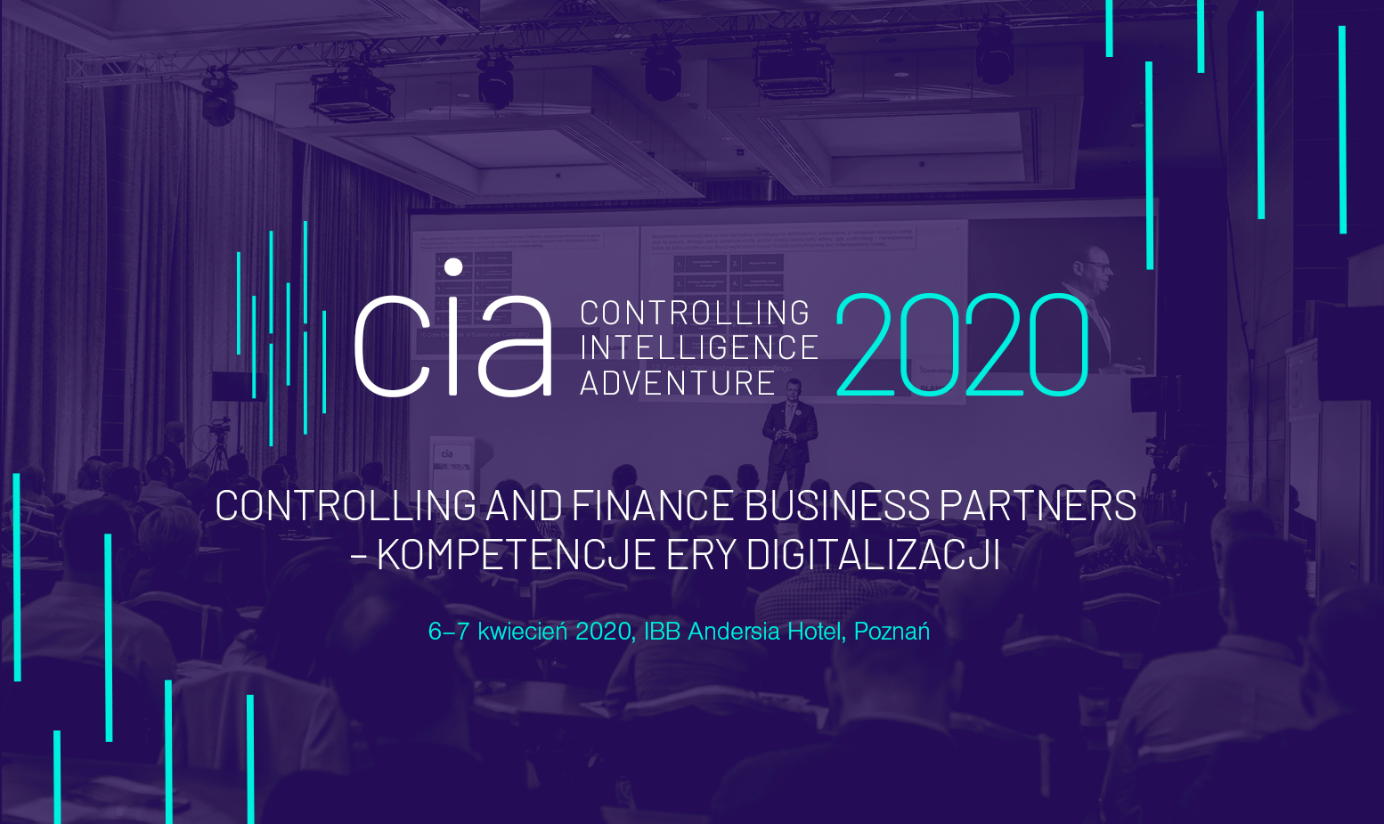 cia
CONTROLLING
INTELLIGENCE
ADVENTURE
2020
CONTROLLING AND FINANCE BUSINESS PARTNERS
– KOMPETENCJE ERY DIGITALIZACJI
6–7 kwiecień 2020, IBB Andersia Hotel, Poznań
cia